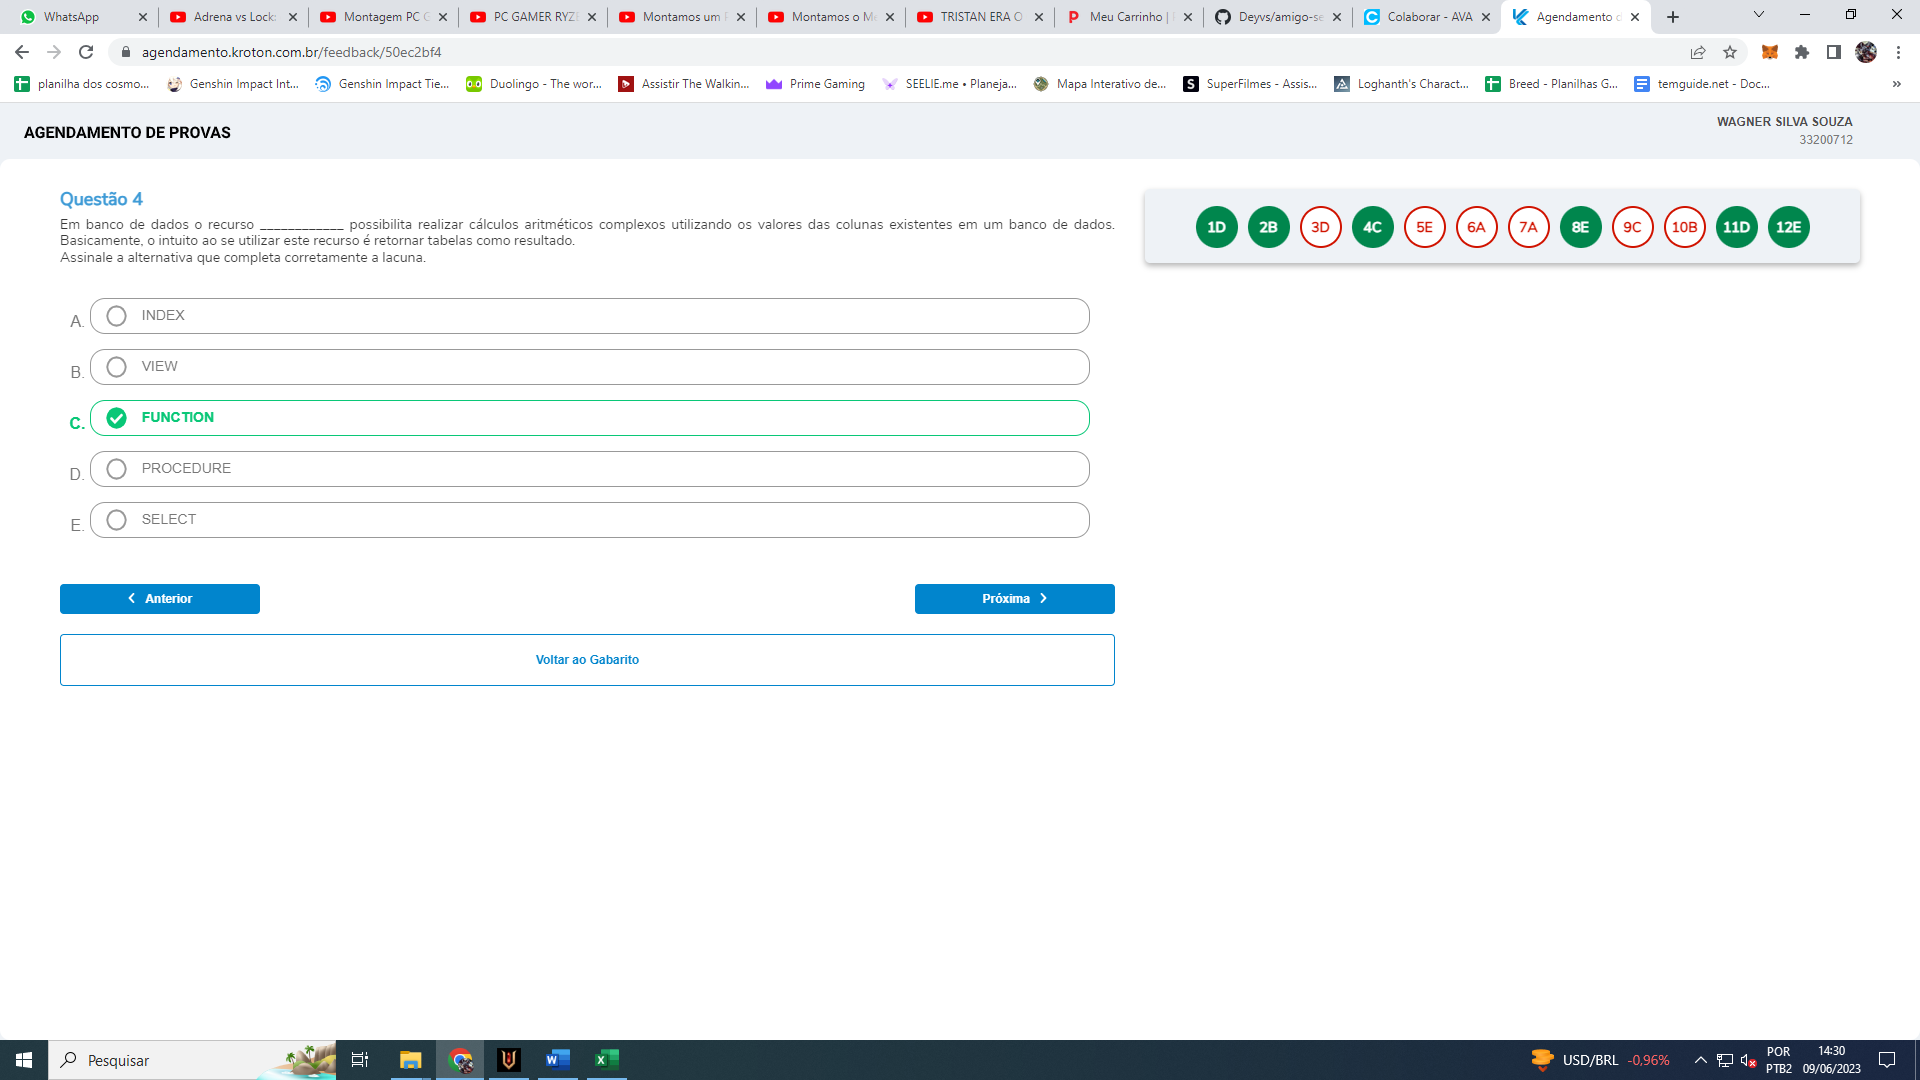 WhatsApp
Adrena vs Lock
Montagem PC G
PC GAMER RYZE
Montamos um P
Montamos o Me
TRISTAN ERA O
Meu Carrinho |
Deyvs/amigo-se
Colaborar - AVA
Agendamento d
agendamento.kroton.com.br/feedback/50ec2bf4
planilha dos cosmo...
Genshin Impact Int...
Genshin Impact Tie...
Duolingo - The wor...
Assistir The Walkin...
Prime Gaming
SEELIE.me • Planeja...
Mapa Interativo de...
SuperFilmes - Assis...
Loghanth's Charact...
Breed - Planilhas G...
temguide.net - Doc...
AGENDAMENTO DE PROVAS
WAGNER SILVA SOUZA
33200712
Questão 4
Em banco de dados o recurso ____________ possibilita realizar cálculos aritméticos complexos utilizando os valores das colunas existentes em um banco de dados.
Basicamente, o intuito ao se utilizar este recurso é retornar tabelas como resultado.
Assinale a alternativa que completa corretamente a lacuna.
1D 2B 3D 4C 5E 6A 7A 8E 9C 10B 11D 12E
A. INDEX
B. VIEW
C. FUNCTION
D. PROCEDURE
E. SELECT
Anterior
Próxima
Voltar ao Gabarito
Pesquisar
USD/BRL -0,96%
POR
PTB2
14:30
09/06/2023